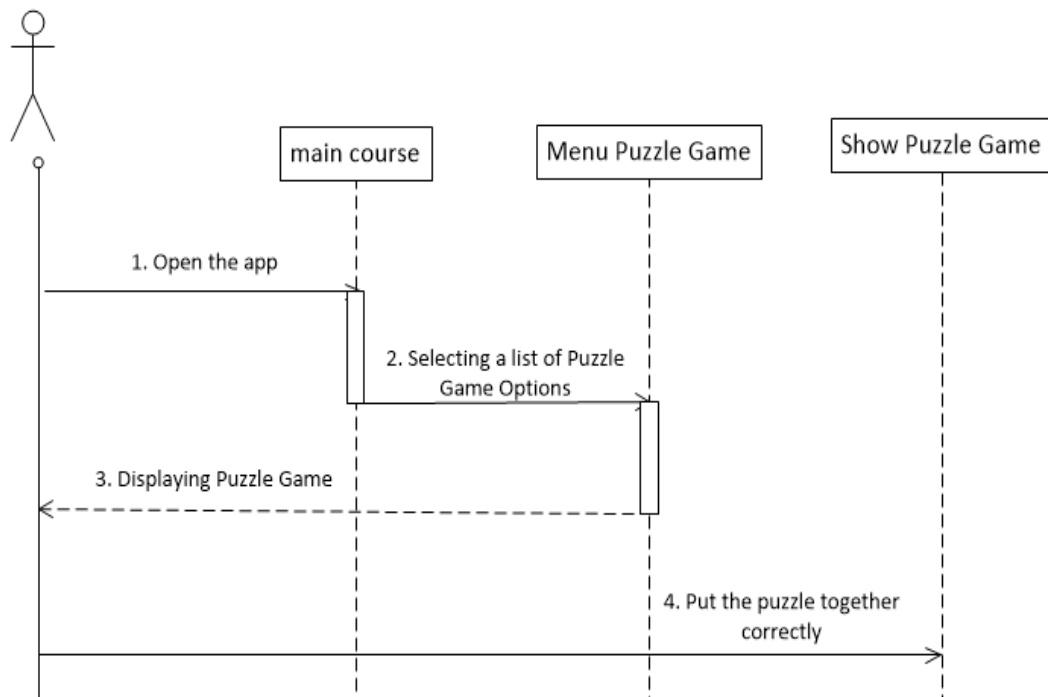 main course
Menu Puzzle Game
Show Puzzle Game
1. Open the app
2. Selecting a list of Puzzle
Game Options
3. Displaying Puzzle Game
4. Put the puzzle together
correctly